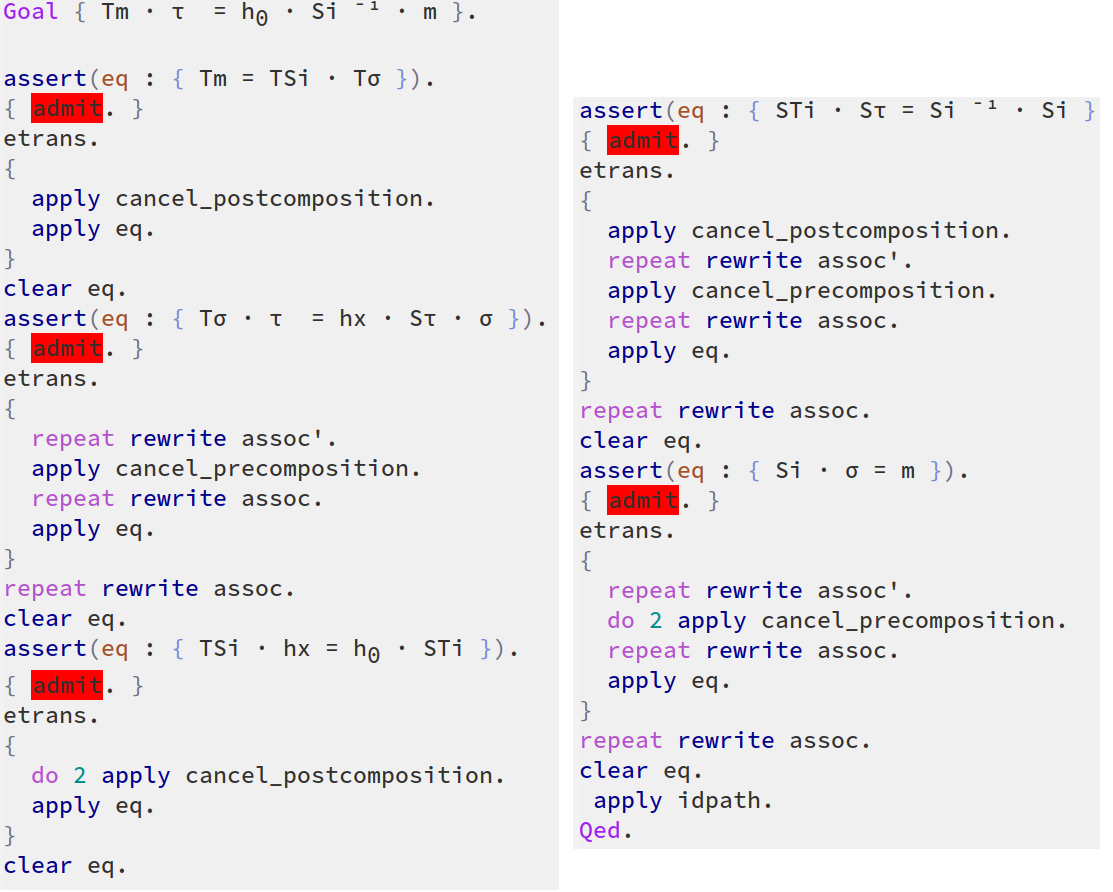 Goal { Tm · τ  = h₀ · Si ⁻¹ · m }.
assert(eq : { Tm = TSi · Tσ }).
{ admit. }
etrans.
{
  apply cancel_postcomposition.
  apply eq.
}
clear eq.
assert(eq : { Tσ · τ  = hx · Sτ · σ }).
{ admit. }
etrans.
{
  repeat rewrite assoc'.
  apply cancel_precomposition.
  repeat rewrite assoc.
  apply eq.
}
repeat rewrite assoc.
clear eq.
assert(eq : { TSi · hx = h₀ · STi }).
{ admit. }
etrans.
{
  do 2 apply cancel_postcomposition.
  apply eq.
}
clear eq.
assert(eq : { STi · Sτ = Si ⁻¹ · Si }
{ admit. }
etrans.
{
  apply cancel_postcomposition.
  repeat rewrite assoc'.
  apply cancel_precomposition.
  repeat rewrite assoc.
  apply eq.
}
repeat rewrite assoc.
clear eq.
assert(eq : { Si · σ = m }).
{ admit. }
etrans.
{
  repeat rewrite assoc'.
  do 2 apply cancel_precomposition.
  repeat rewrite assoc.
  apply eq.
}
repeat rewrite assoc.
clear eq.
 apply idpath.
Qed.